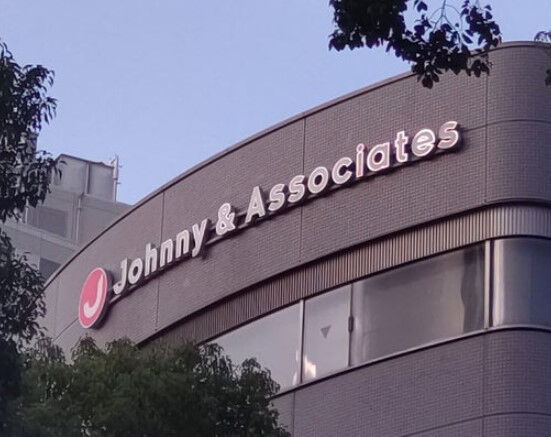 J Johnny & Associates